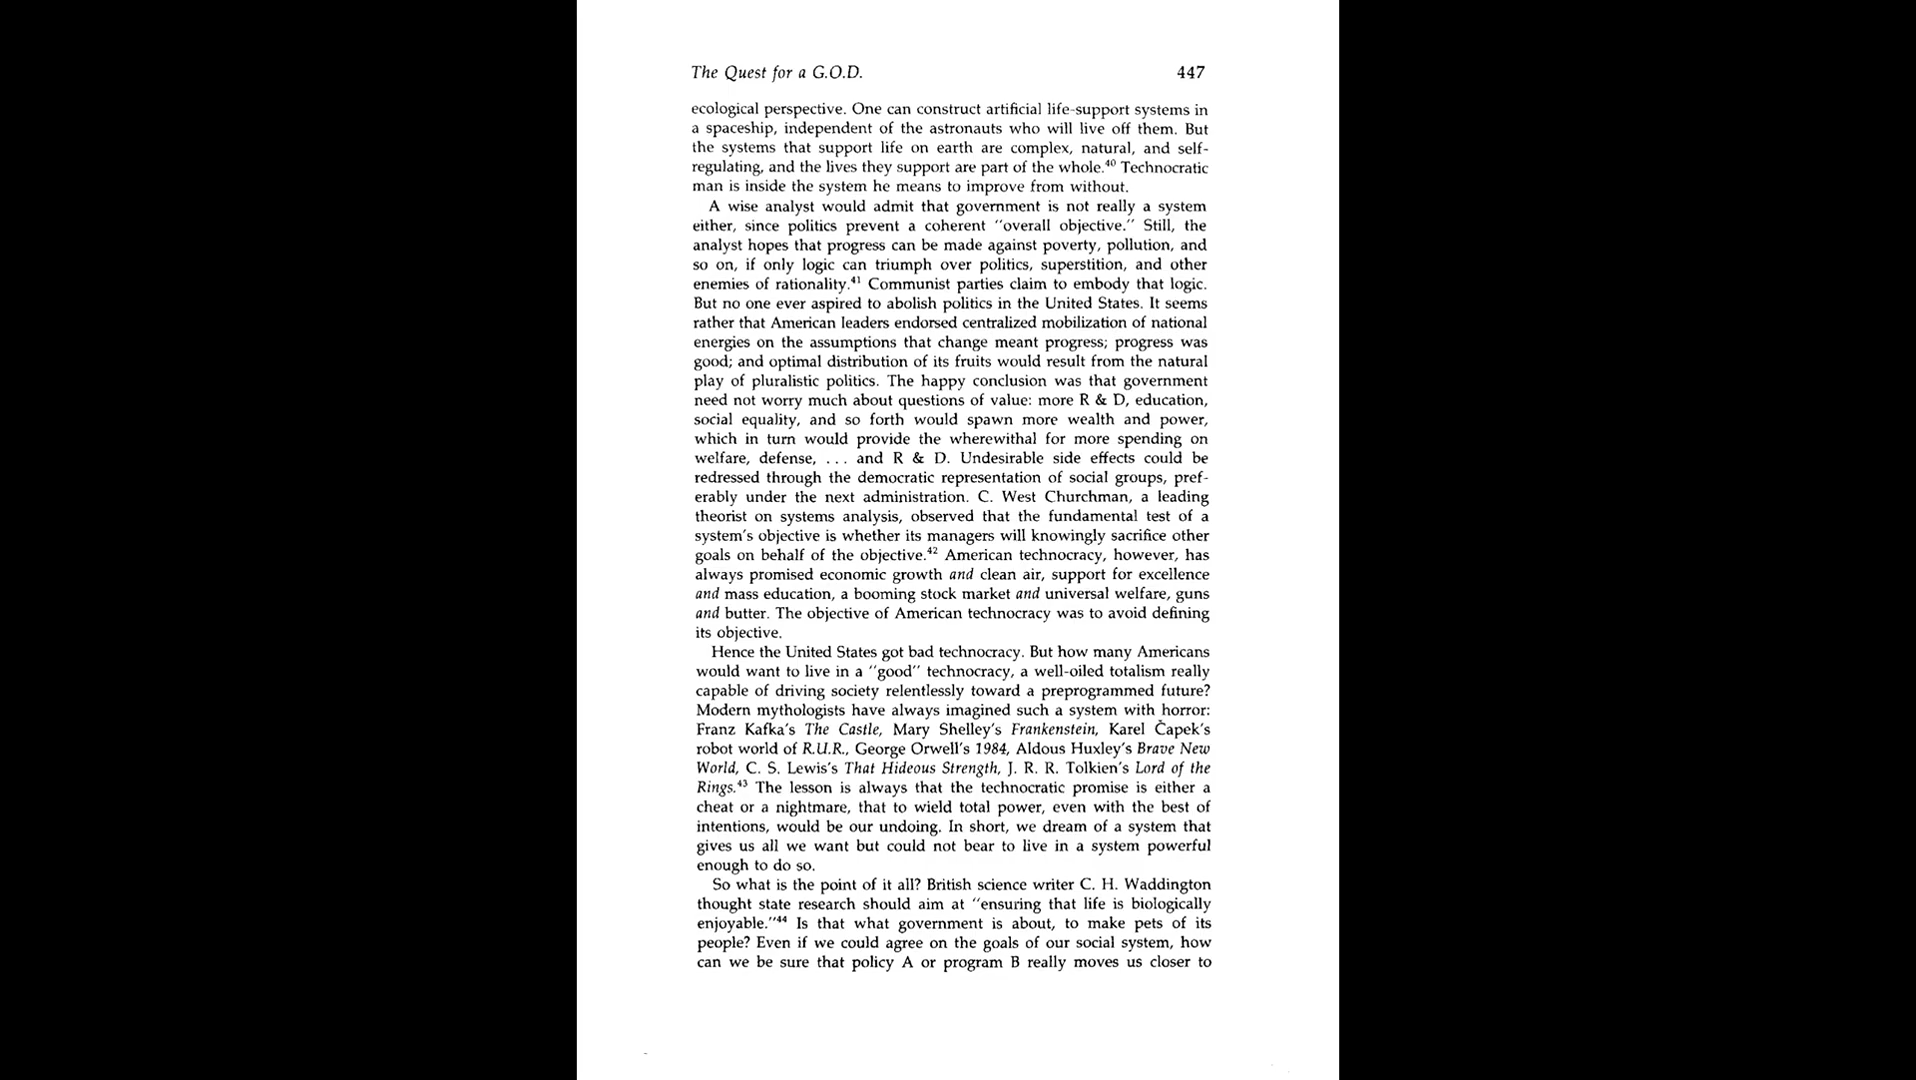 The Quest for a G.O.D. 447
ecological perspective. One can construct artificial life-support systems in
a spaceship, independent of the astronauts who will live off them. But
the systems that support life on earth are complex, natural, and self-
regulating, and the lives they support are part of the whole.⁴⁰ Technocratic
man is inside the system he means to improve from without.
A wise analyst would admit that government is not really a system
either, since politics prevent a coherent "overall objective." Still, the
analyst hopes that progress can be made against poverty, pollution, and
so on, if only logic can triumph over politics, superstition, and other
enemies of rationality.⁴¹ Communist parties claim to embody that logic.
But no one ever aspired to abolish politics in the United States. It seems
rather that American leaders endorsed centralized mobilization of national
energies on the assumptions that change meant progress; progress was
good; and optimal distribution of its fruits would result from the natural
play of pluralistic politics. The happy conclusion was that government
need not worry much about questions of value: more R & D, education,
social equality, and so forth would spawn more wealth and power,
which in turn would provide the wherewithal for more spending on
welfare, defense, . . . and R & D. Undesirable side effects could be
redressed through the democratic representation of social groups, pref-
erably under the next administration. C. West Churchman, a leading
theorist on systems analysis, observed that the fundamental test of a
system's objective is whether its managers will knowingly sacrifice other
goals on behalf of the objective.⁴² American technocracy, however, has
always promised economic growth and clean air, support for excellence
and mass education, a booming stock market and universal welfare, guns
and butter. The objective of American technocracy was to avoid defining
its objective.
Hence the United States got bad technocracy. But how many Americans
would want to live in a "good" technocracy, a well-oiled totalism really
capable of driving society relentlessly toward a preprogrammed future?
Modern mythologists have always imagined such a system with horror:
Franz Kafka's The Castle, Mary Shelley's Frankenstein, Karel Čapek's
robot world of R.U.R., George Orwell's 1984, Aldous Huxley's Brave New
World, C. S. Lewis's That Hideous Strength, J. R. R. Tolkien's Lord of the
Rings.⁴³ The lesson is always that the technocratic promise is either a
cheat or a nightmare, that to wield total power, even with the best of
intentions, would be our undoing. In short, we dream of a system that
gives us all we want but could not bear to live in a system powerful
enough to do so.
So what is the point of it all? British science writer C. H. Waddington
thought state research should aim at "ensuring that life is biologically
enjoyable."⁴⁴ Is that what government is about, to make pets of its
people? Even if we could agree on the goals of our social system, how
can we be sure that policy A or program B really moves us closer to